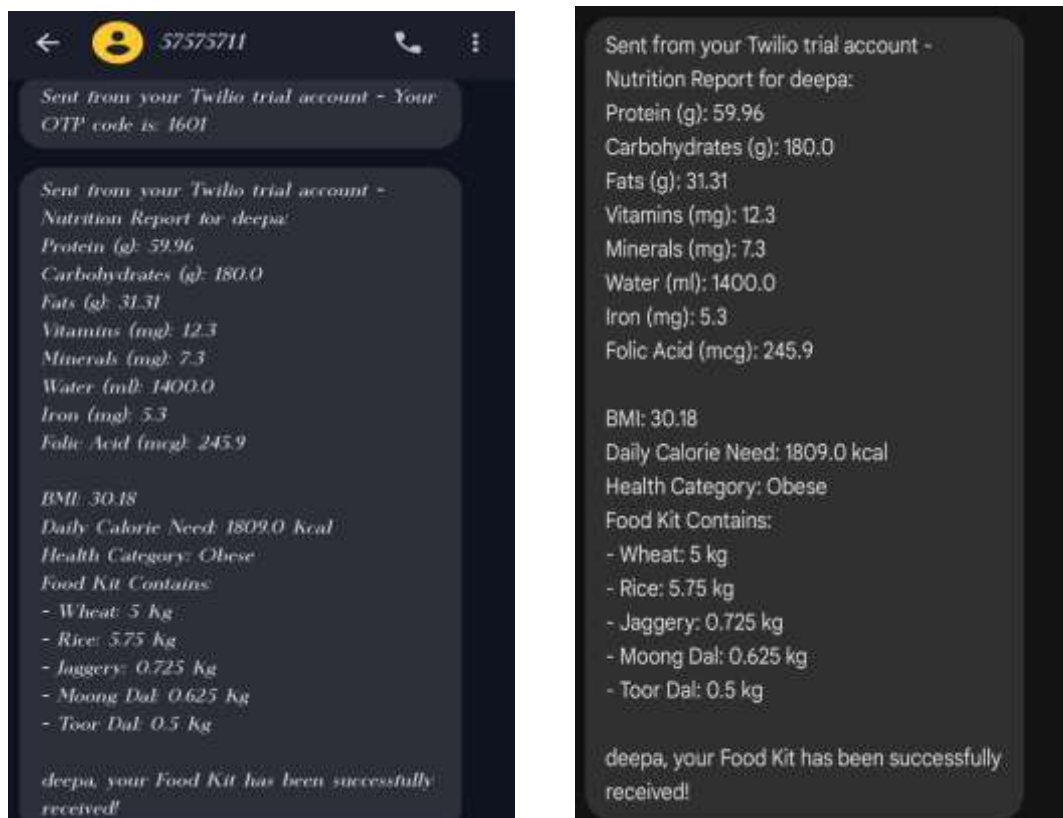 57575711
Sent from your Twilio trial account - Your
OTP code is: 1601
Sent from your Twilio trial account -
Nutrition Report for deepa:
Protein (g): 59.96
Carbohydrates (g): 180.0
Fats (g): 31.31
Vitamins (mg): 12.3
Minerals (mg): 7.3
Water (ml): 1400.0
Iron (mg): 5.3
Folic Acid (mcg): 245.9
BMI: 30.18
Daily Calorie Need: 1809.0 Kcal
Health Category: Obese
Food Kit Contains:
- Wheat: 5 Kg
- Rice: 5.75 Kg
- Jaggery: 0.725 Kg
- Moong Dal: 0.625 Kg
- Toor Dal: 0.5 Kg
deepa, your Food Kit has been successfully
received!
Sent from your Twilio trial account -
Nutrition Report for deepa:
Protein (g): 59.96
Carbohydrates (g): 180.0
Fats (g): 31.31
Vitamins (mg): 12.3
Minerals (mg): 7.3
Water (ml): 1400.0
Iron (mg): 5.3
Folic Acid (mcg): 245.9
BMI: 30.18
Daily Calorie Need: 1809.0 kcal
Health Category: Obese
Food Kit Contains:
- Wheat: 5 kg
- Rice: 5.75 kg
- Jaggery: 0.725 kg
- Moong Dal: 0.625 kg
- Toor Dal: 0.5 kg
deepa, your Food Kit has been successfully
received!